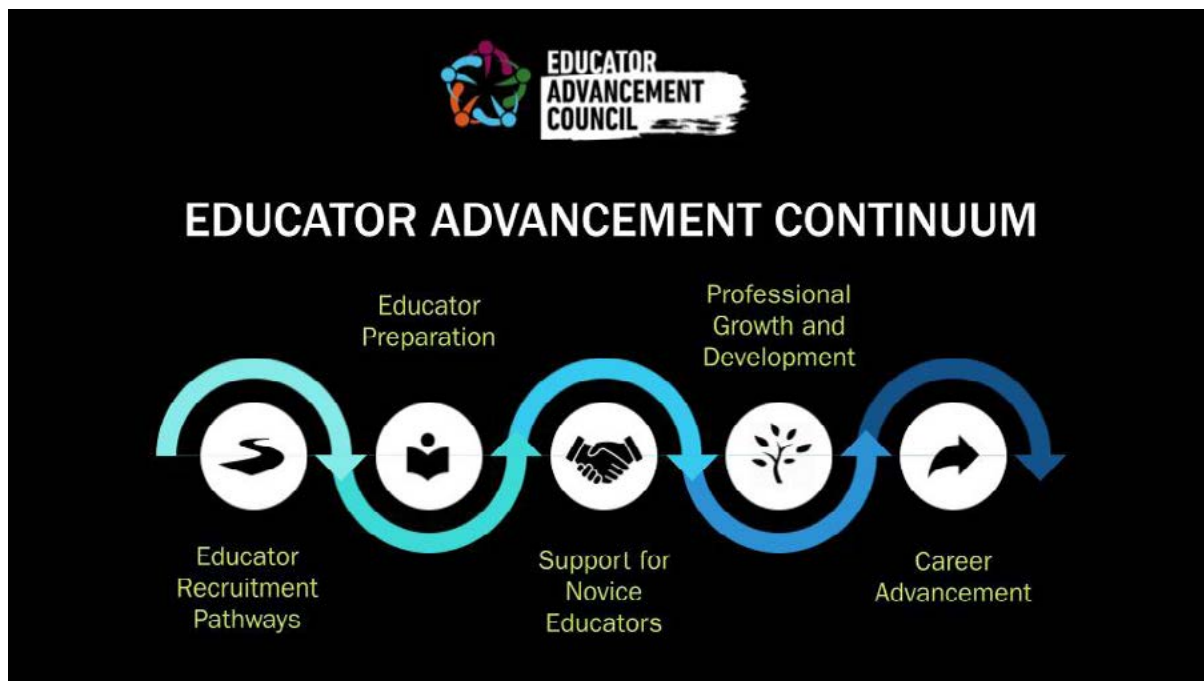 EDUCATOR
ADVANCEMENT
COUNCIL
EDUCATOR ADVANCEMENT CONTINUUM
Educator
Recruitment
Pathways
Educator
Preparation
Support for
Novice
Educators
Professional
Growth and
Development
Career
Advancement